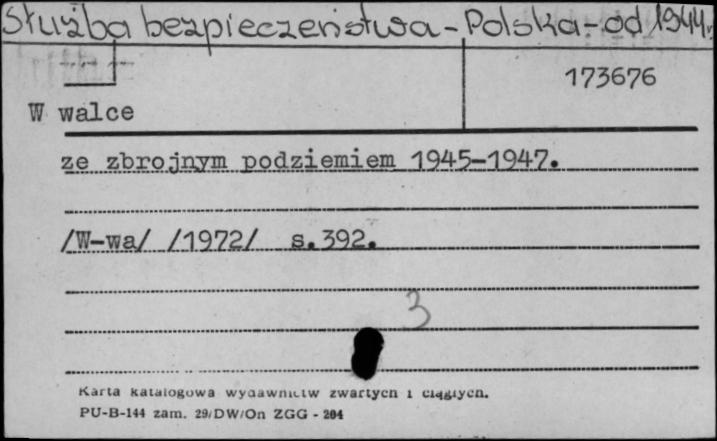 Służba bezpieczeństwa - Polska - od 1944r.
173676
W walce
ze zbrojnym podziemiem 1945-1947.
/W-wa/ /1972/ s.392.
3
Karta katalogowa wydawnictw zwartych i ciągłych.
PU-B-144 zam. 29/DW/On ZGG - 204